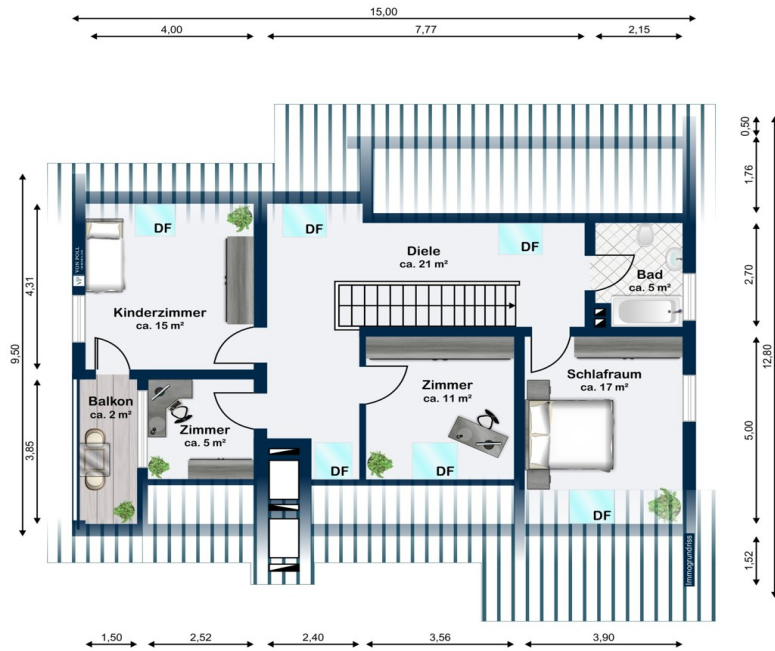 15,00
4,00
7,77
2,15
0,50
1,76
2,70
12,80
5,00
1,52
9,50
4,31
3,85
DF
DF
DF
VON POLL
Diele
ca. 21 m²
Bad
ca. 5 m²
Kinderzimmer
ca. 15 m²
Schlafraum
ca. 17 m²
Zimmer
ca. 11 m²
Balkon
ca. 2 m²
Zimmer
ca. 5 m²
DF
DF
DF
Immogrundriss
1,50
2,52
2,40
3,56
3,90